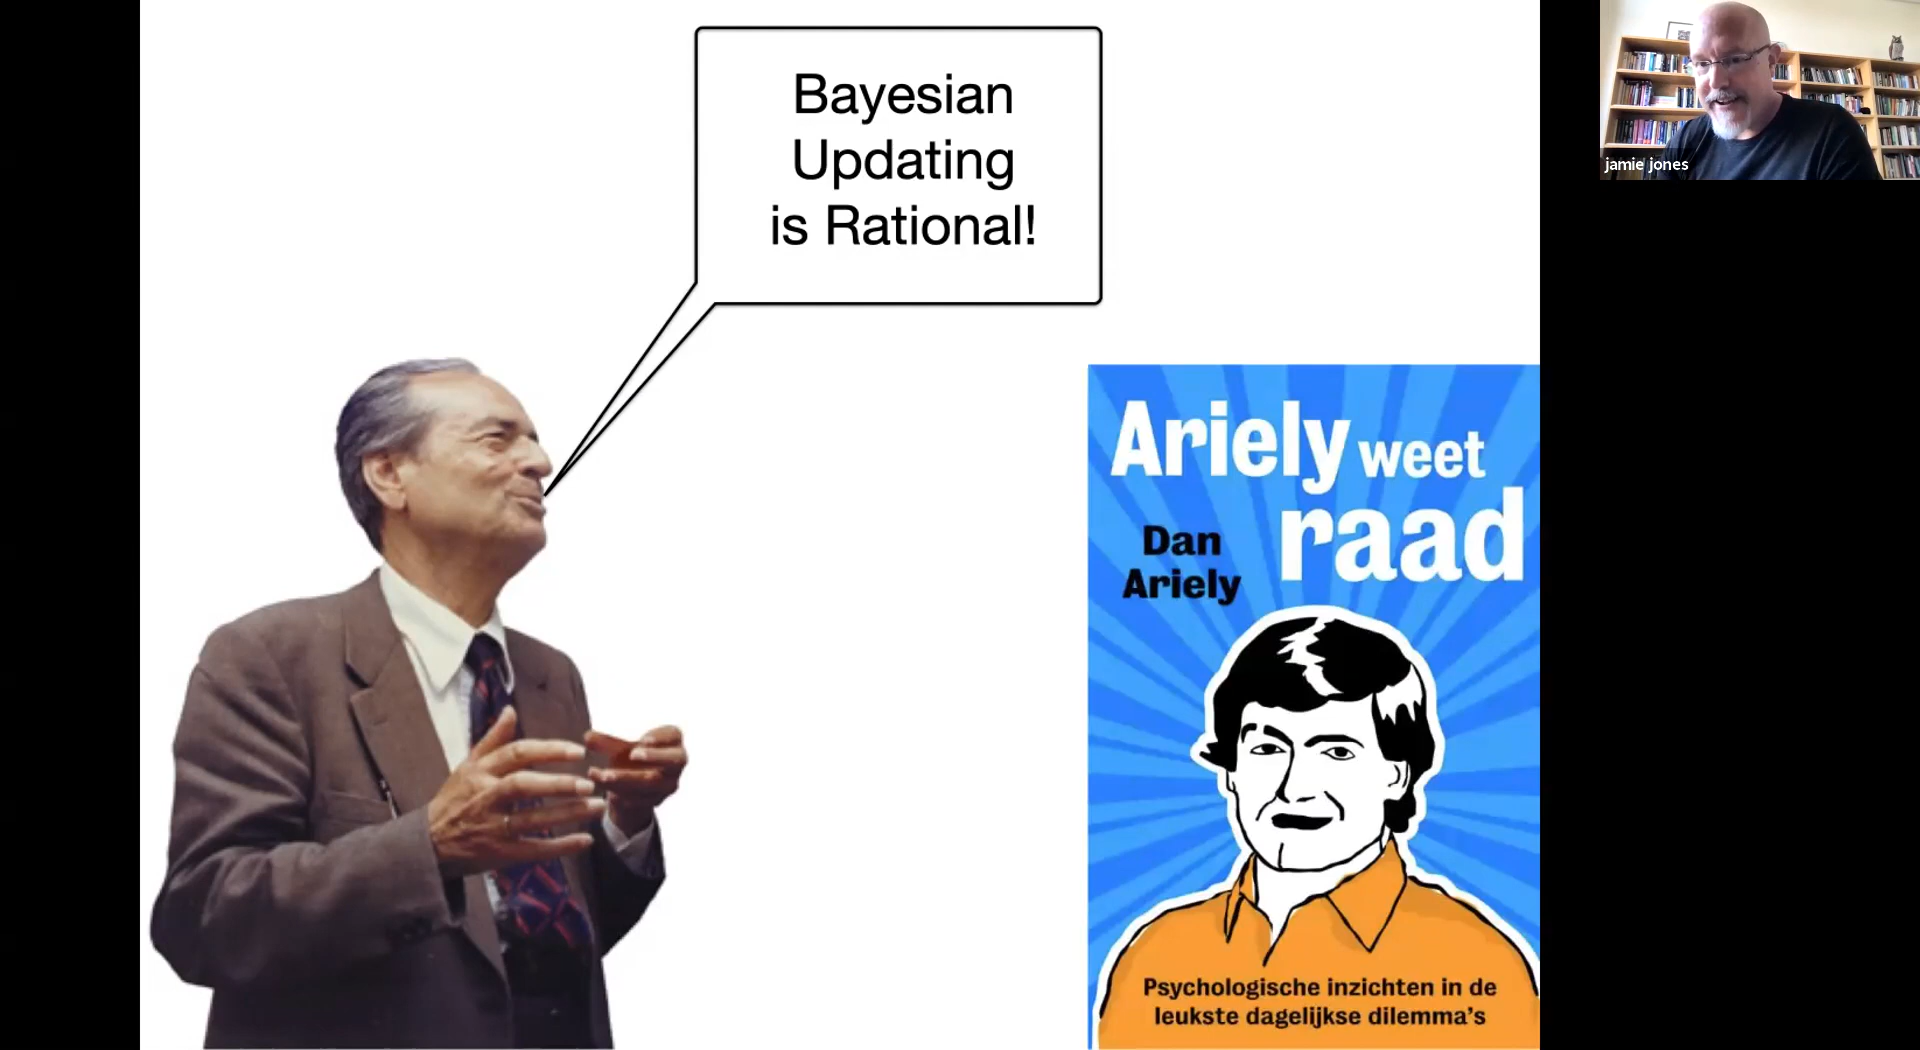 Bayesian
Updating
is Rational!
jamie jones
Ariely weet
raad
Dan
Ariely
Psychologische inzichten in de
leukste dagelijkse dilemma's